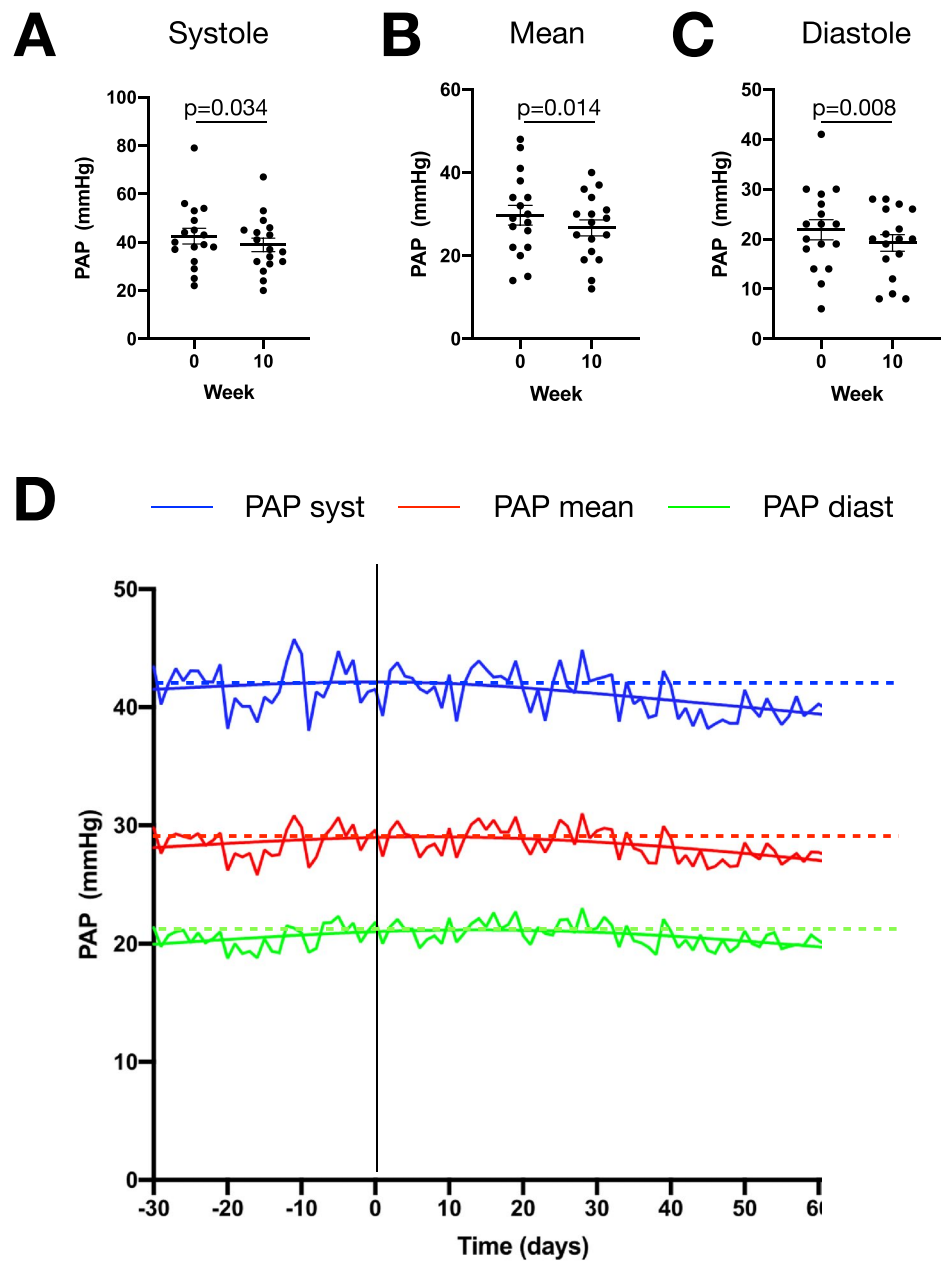 A Systole B Mean C Diastole
100 60 50
p=0.034 p=0.014 p=0.008
80 60 40 20 0
40 20 0
40 30 20 10 0
PAP (mmHg) PAP (mmHg) PAP (mmHg)
0 10 0 10 0 10
Week Week Week
D
PAP syst PAP mean PAP diast
50
40
30
20
10
0
PAP (mmHg)
-30 -20 -10 0 10 20 30 40 50 60
Time (days)